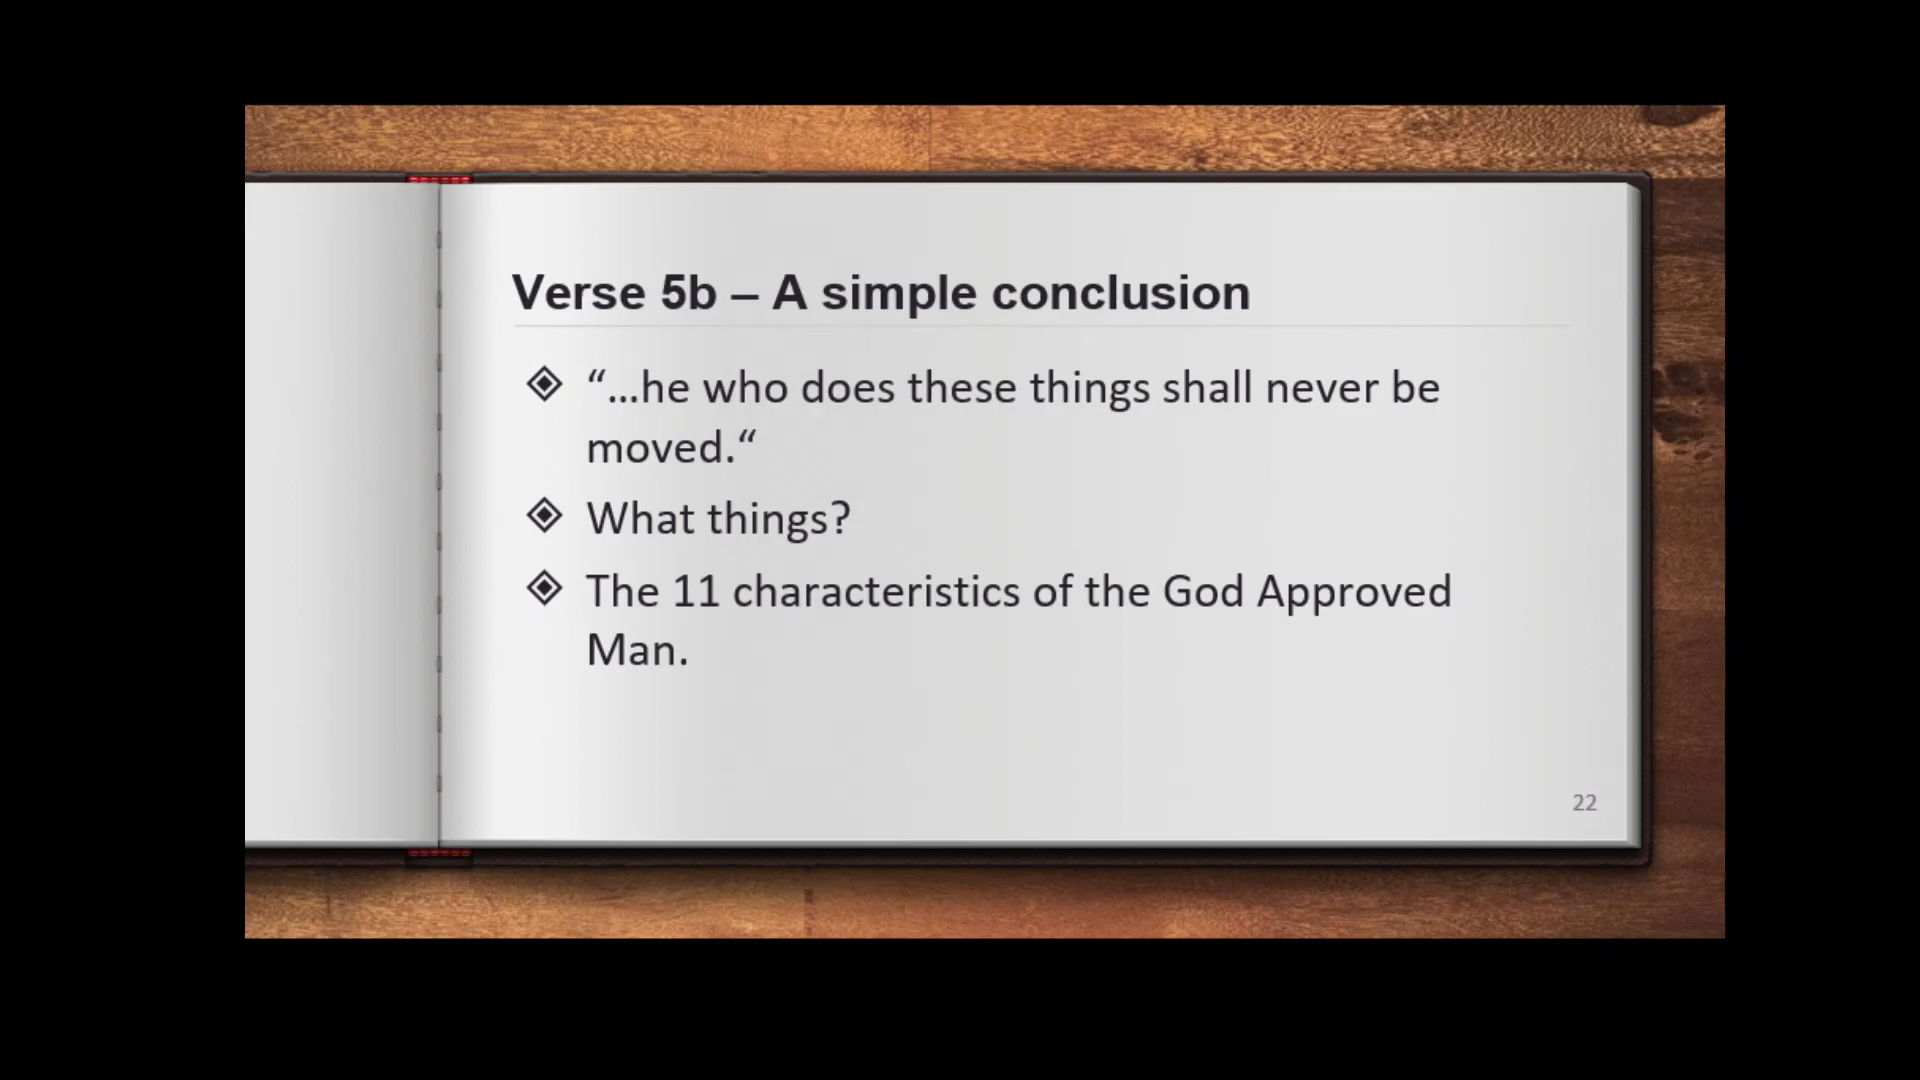 Verse 5b – A simple conclusion
“…he who does these things shall never be
moved.“
What things?
The 11 characteristics of the God Approved
Man.
22